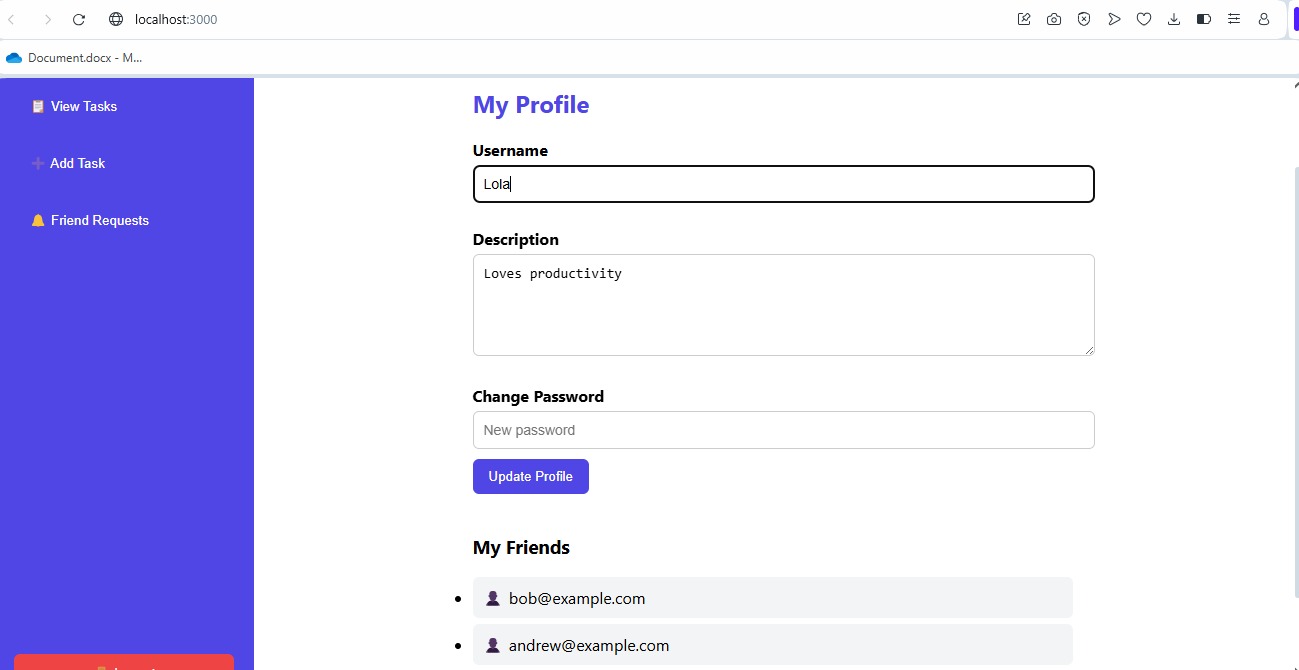 localhost:3000
Document.docx - M...
View Tasks
Add Task
Friend Requests
My Profile
Username
Lola
Description
Loves productivity
Change Password
New password
Update Profile
My Friends
bob@example.com
andrew@example.com